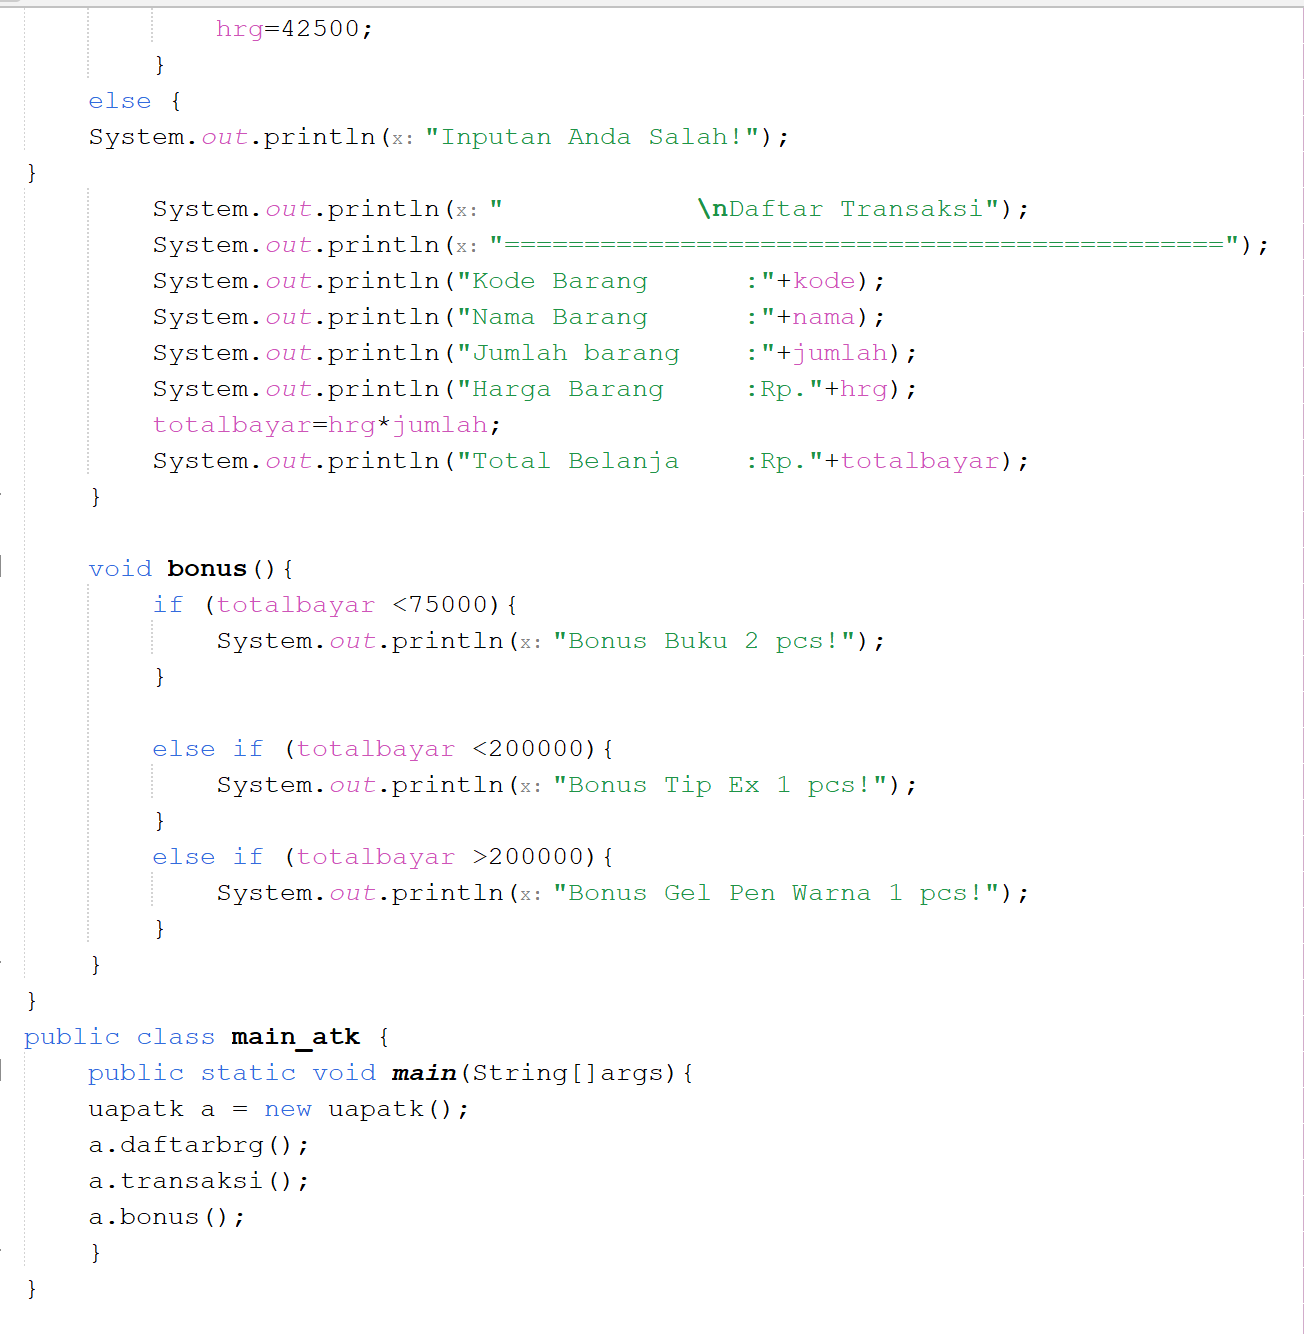 hrg=42500;
}
else {
System.out.println(x: "Inputan Anda Salah!");
}
System.out.println(x: "            \nDaftar Transaksi");
System.out.println(x: "=============================================");
System.out.println("Kode Barang      :"+kode);
System.out.println("Nama Barang      :"+nama);
System.out.println("Jumlah barang    :"+jumlah);
System.out.println("Harga Barang     :Rp."+hrg);
totalbayar=hrg*jumlah;
System.out.println("Total Belanja    :Rp."+totalbayar);
}
void bonus(){
if (totalbayar <75000){
System.out.println(x: "Bonus Buku 2 pcs!");
}
else if (totalbayar <200000){
System.out.println(x: "Bonus Tip Ex 1 pcs!");
}
else if (totalbayar >200000){
System.out.println(x: "Bonus Gel Pen Warna 1 pcs!");
}
}
}
public class main_atk {
public static void main(String[]args){
uapatk a = new uapatk();
a.daftarbrg();
a.transaksi();
a.bonus();
}
}